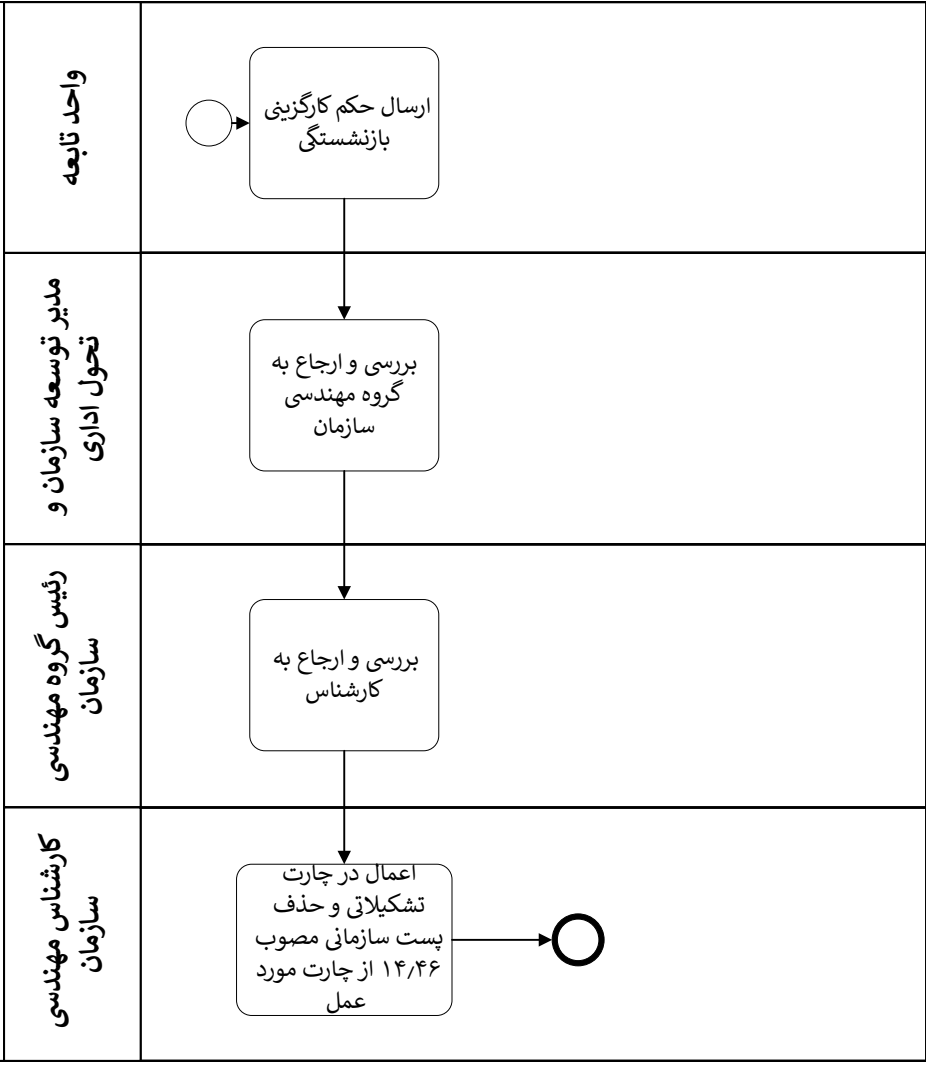 واحد تابعه
ارسال حکم کارگزینی
بازنشستگی
مدیر توسعه سازمان و
تحول اداری
بررسی و ارجاع به
گروه مهندسی
سازمان
رئیس گروه مهندسی
سازمان
بررسی و ارجاع به
کارشناس
کارشناس مهندسی
سازمان
اعمال در چارت
تشکیلاتی و حذف
پست سازمانی مصوب
۱۴٫۴۶ از چارت مورد
عمل